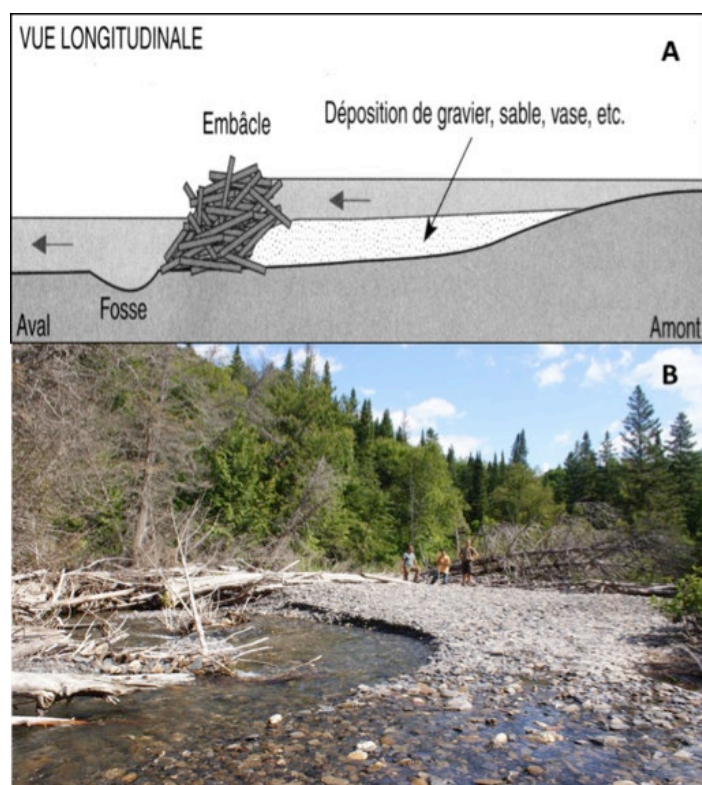 VUE LONGITUDINALE
A
Embâcle
Déposition de gravier, sable, vase, etc.
Fosse
Aval
Amont
B